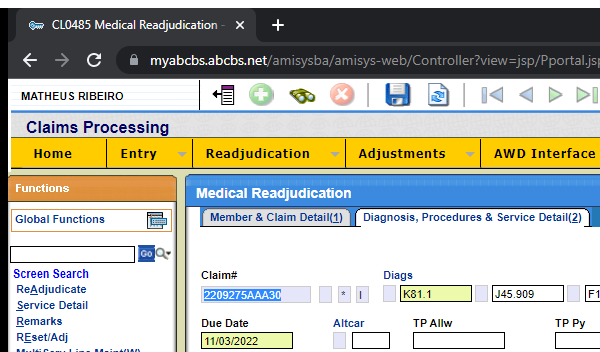 CL0485 Medical Readjudication -
myabcbs.abcbs.net/amisysba/amisys-web/Controller?view=jsp/Pportal.jsp
MATHEUS RIBEIRO
Claims Processing
Home Entry Readjudication Adjustments AWD Interface
Functions
Medical Readjudication
Global Functions
Member & Claim Detail(1) Diagnosis, Procedures & Service Detail(2)
Go
Screen Search
Claim# Diags
ReAdjudicate
2209275AAA30 * I K81.1 J45.909 F1
Service Detail
Remarks
Due Date Altcar TP Allw TP Py
REset/Adj
11/03/2022
MultiServ Line Maint(W)